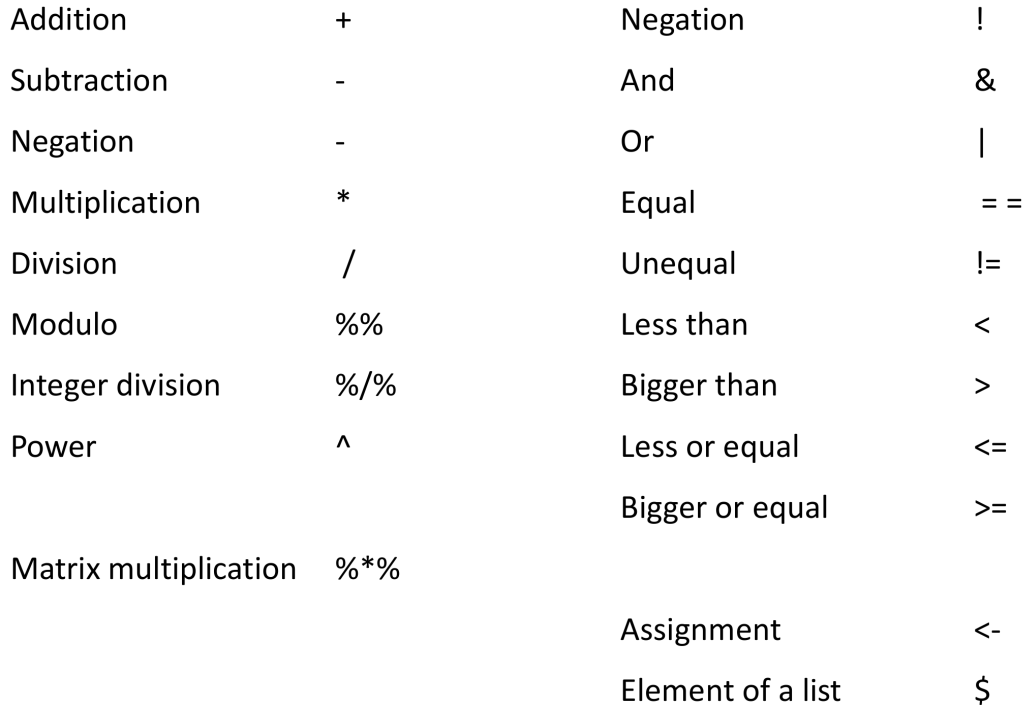 Addition + Negation !
Subtraction - And &
Negation - Or |
Multiplication * Equal = =
Division / Unequal !=
Modulo %% Less than <
Integer division %/% Bigger than >
Power ^ Less or equal <=
Bigger or equal >=
Matrix multiplication %*%
Assignment <-
Element of a list $